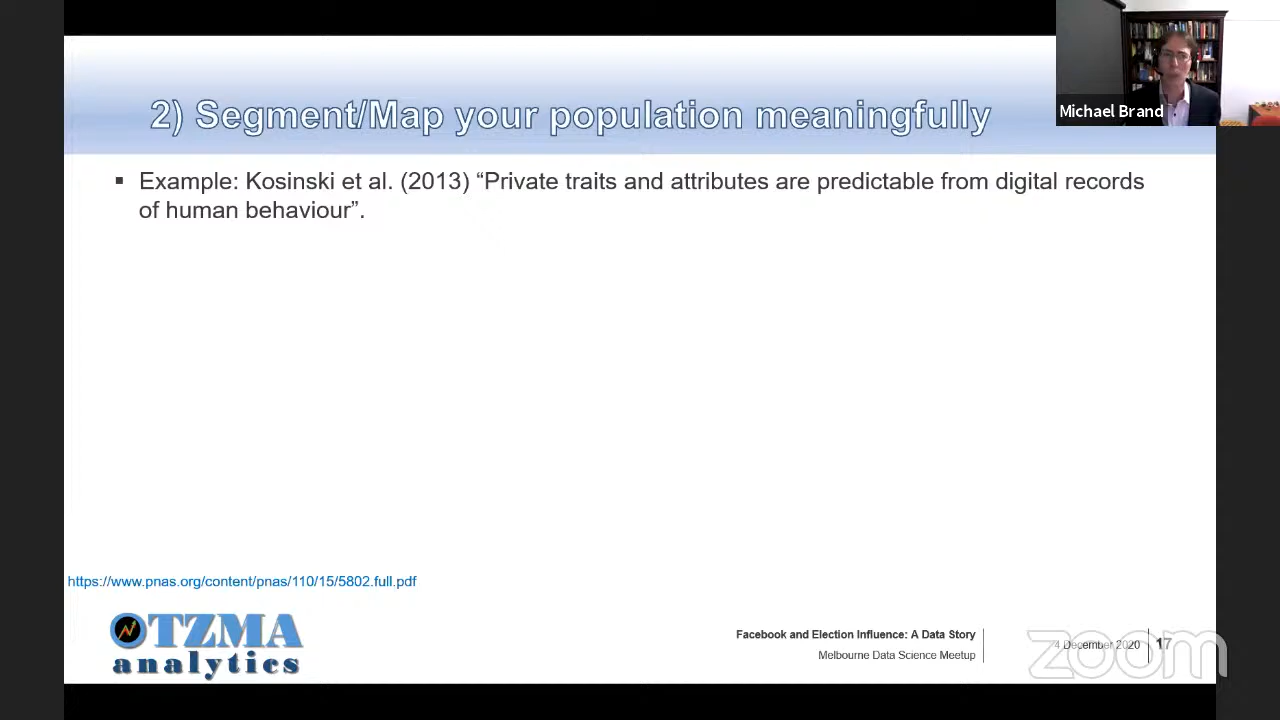 2) Segment/Map your population meaningfully
Michael Brand
▪ Example: Kosinski et al. (2013) “Private traits and attributes are predictable from digital records
of human behaviour”.
https://www.pnas.org/content/pnas/110/15/5802.full.pdf
OTZMA
analytics
Facebook and Election Influence: A Data Story
Melbourne Data Science Meetup
4 December 2020
17
zoom